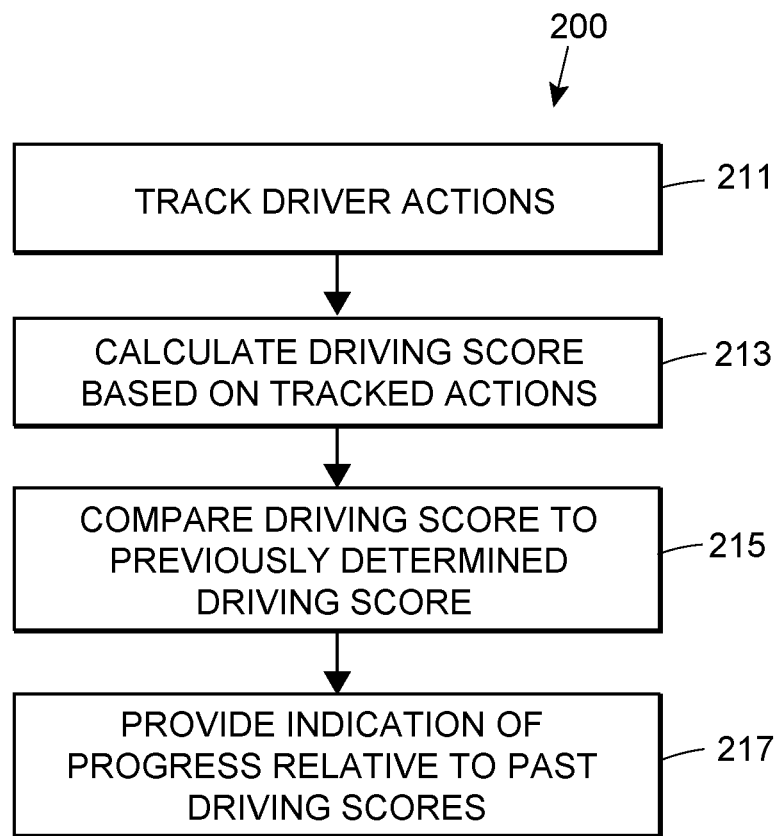 200
TRACK DRIVER ACTIONS
211
CALCULATE DRIVING SCORE
BASED ON TRACKED ACTIONS
213
COMPARE DRIVING SCORE TO
PREVIOUSLY DETERMINED
DRIVING SCORE
215
PROVIDE INDICATION OF
PROGRESS RELATIVE TO PAST
DRIVING SCORES
217